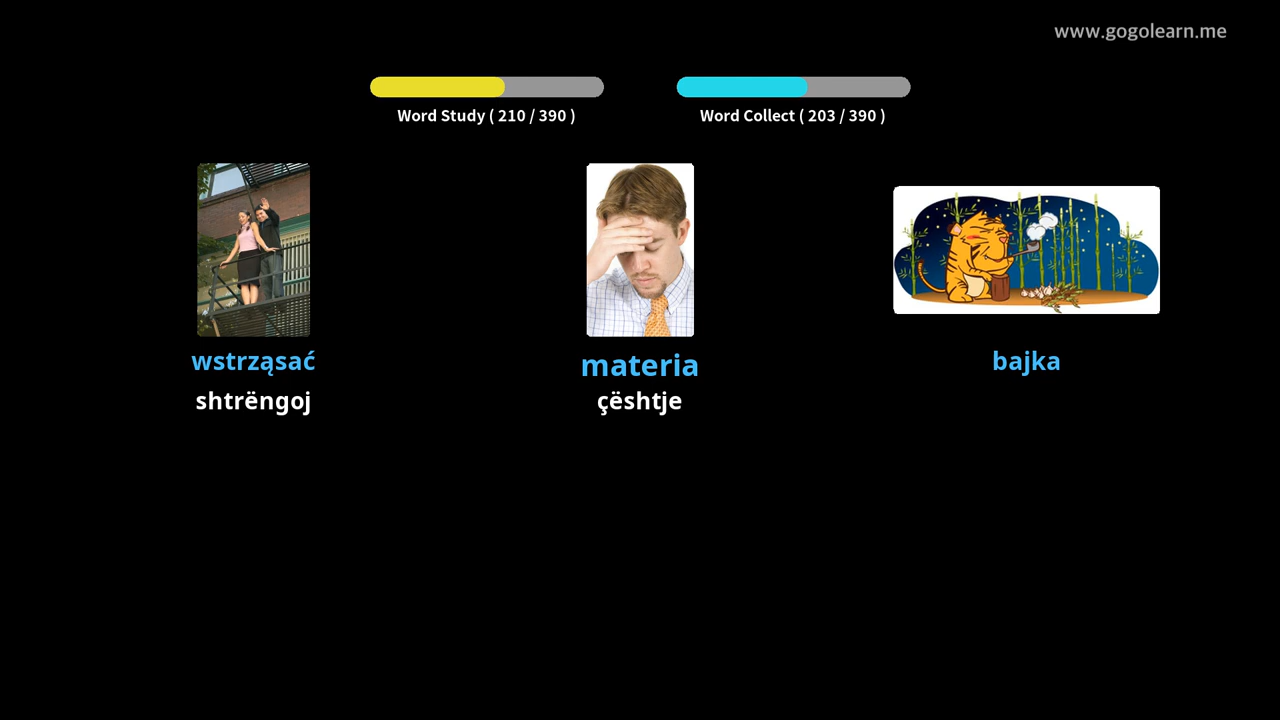 www.gogolearn.me
Word Study ( 210 / 390 )
Word Collect ( 203 / 390 )
wstrząsać
shtrëngoj
materia
çështje
bajka